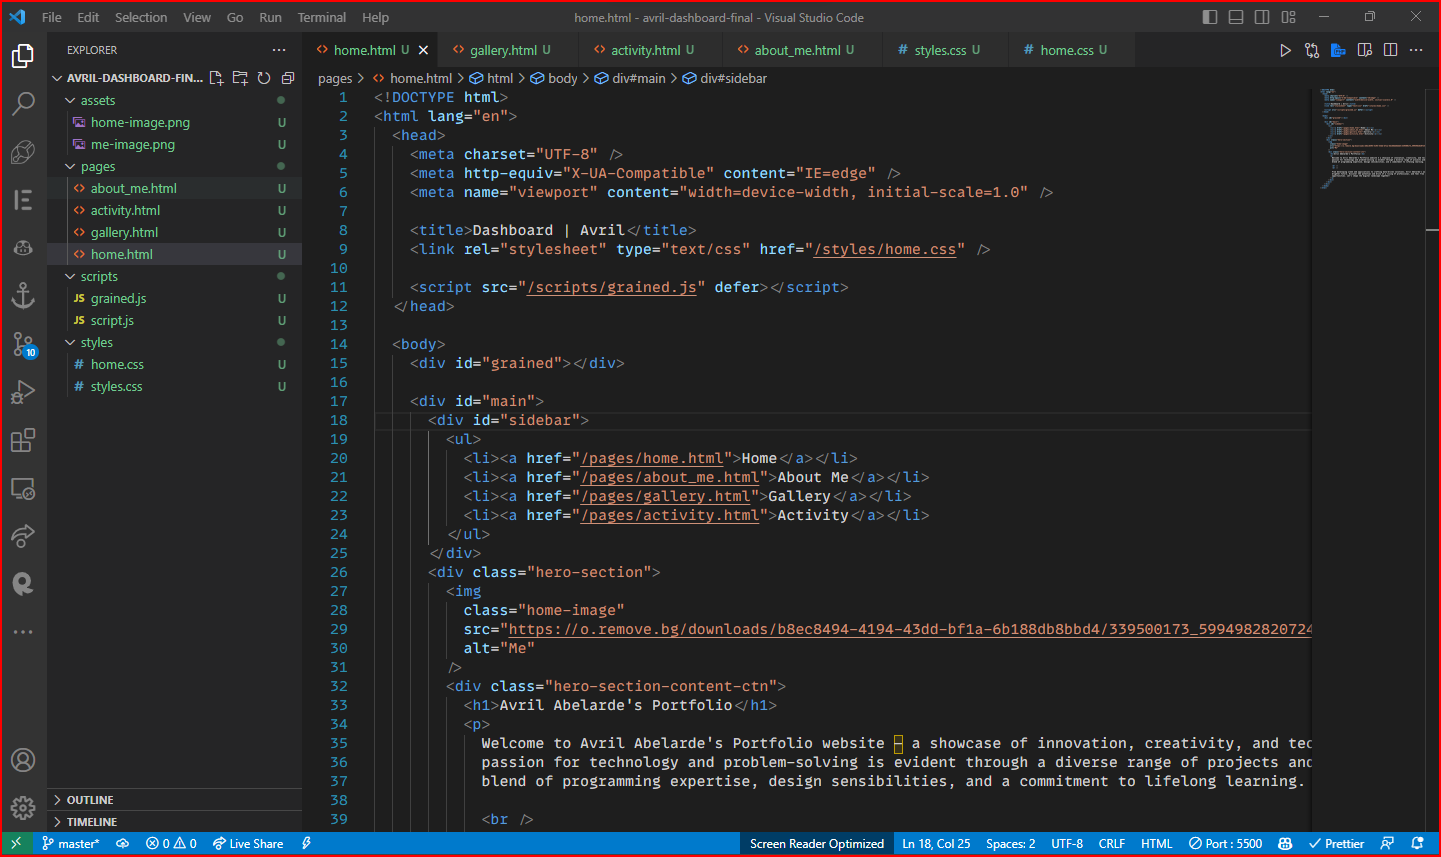 File Edit Selection View Go Run Terminal Help
home.html - avril-dashboard-final - Visual Studio Code
EXPLORER
AVRIL-DASHBOARD-FIN...
assets
home-image.png U
me-image.png U
pages
about_me.html U
activity.html U
gallery.html U
home.html U
scripts
JS grained.js U
JS script.js U
styles
# home.css U
# styles.css U
OUTLINE
TIMELINE
10
<> home.html U
<> gallery.html U
<> activity.html U
<> about_me.html U
# styles.css U
# home.css U
pages > <> home.html > html > body > div#main > div#sidebar
1 <!DOCTYPE html>
2 <html lang="en">
3 <head>
4 <meta charset="UTF-8" />
5 <meta http-equiv="X-UA-Compatible" content="IE=edge" />
6 <meta name="viewport" content="width=device-width, initial-scale=1.0" />
7
8 <title>Dashboard | Avril</title>
9 <link rel="stylesheet" type="text/css" href="/styles/home.css" />
10
11 <script src="/scripts/grained.js" defer></script>
12 </head>
13
14 <body>
15 <div id="grained"></div>
16
17 <div id="main">
18 <div id="sidebar">
19 <ul>
20 <li><a href="/pages/home.html">Home</a></li>
21 <li><a href="/pages/about_me.html">About Me</a></li>
22 <li><a href="/pages/gallery.html">Gallery</a></li>
23 <li><a href="/pages/activity.html">Activity</a></li>
24 </ul>
25 </div>
26 <div class="hero-section">
27 <img
28 class="home-image"
29 src="https://o.remove.bg/downloads/b8ec8494-4194-43dd-bf1a-6b188db8bbd4/339500173_5994982820724
30 alt="Me"
31 />
32 <div class="hero-section-content-ctn">
33 <h1>Avril Abelarde's Portfolio</h1>
34 <p>
35 Welcome to Avril Abelarde's Portfolio website – a showcase of innovation, creativity, and tec
36 passion for technology and problem-solving is evident through a diverse range of projects and
37 blend of programming expertise, design sensibilities, and a commitment to lifelong learning.
38
39 <br />
master* 0 0 Live Share
Screen Reader Optimized Ln 18, Col 25 Spaces: 2 UTF-8 CRLF HTML Port : 5500 Prettier